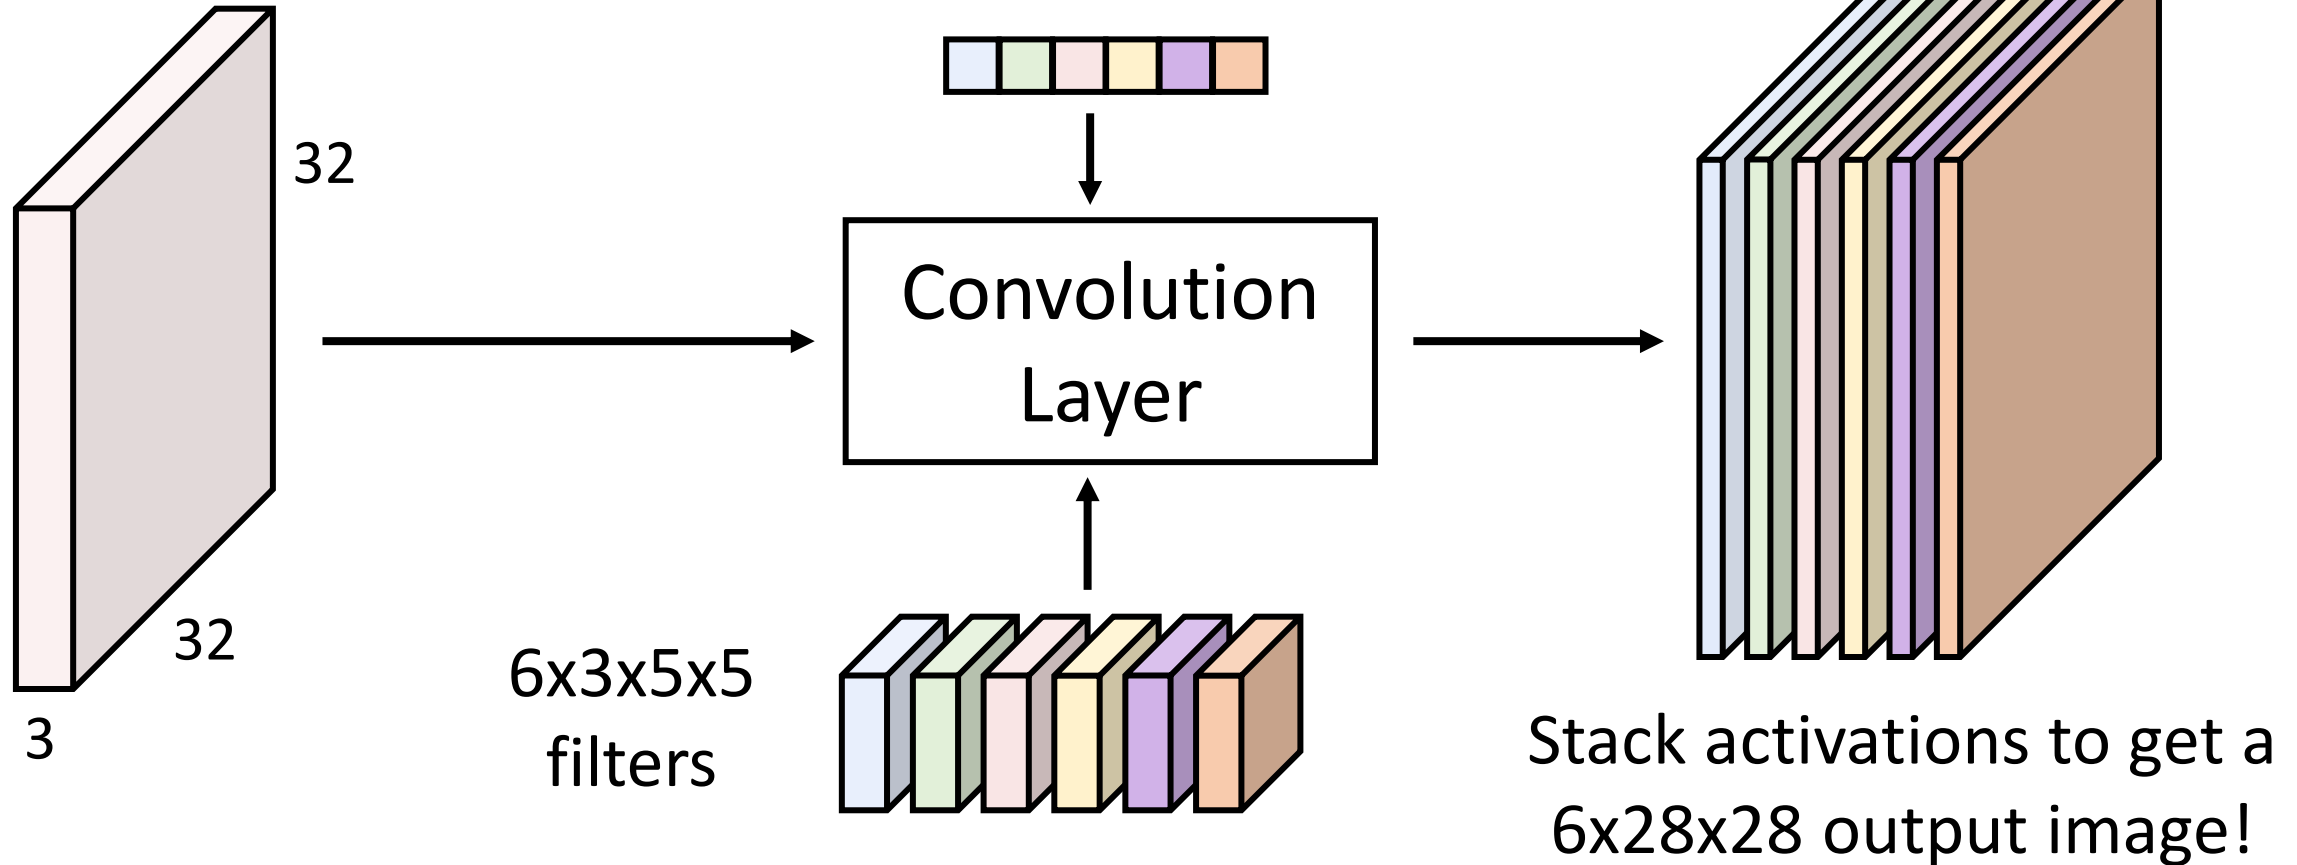 32
32
3
Convolution
Layer
6x3x5x5
filters
Stack activations to get a
6x28x28 output image!